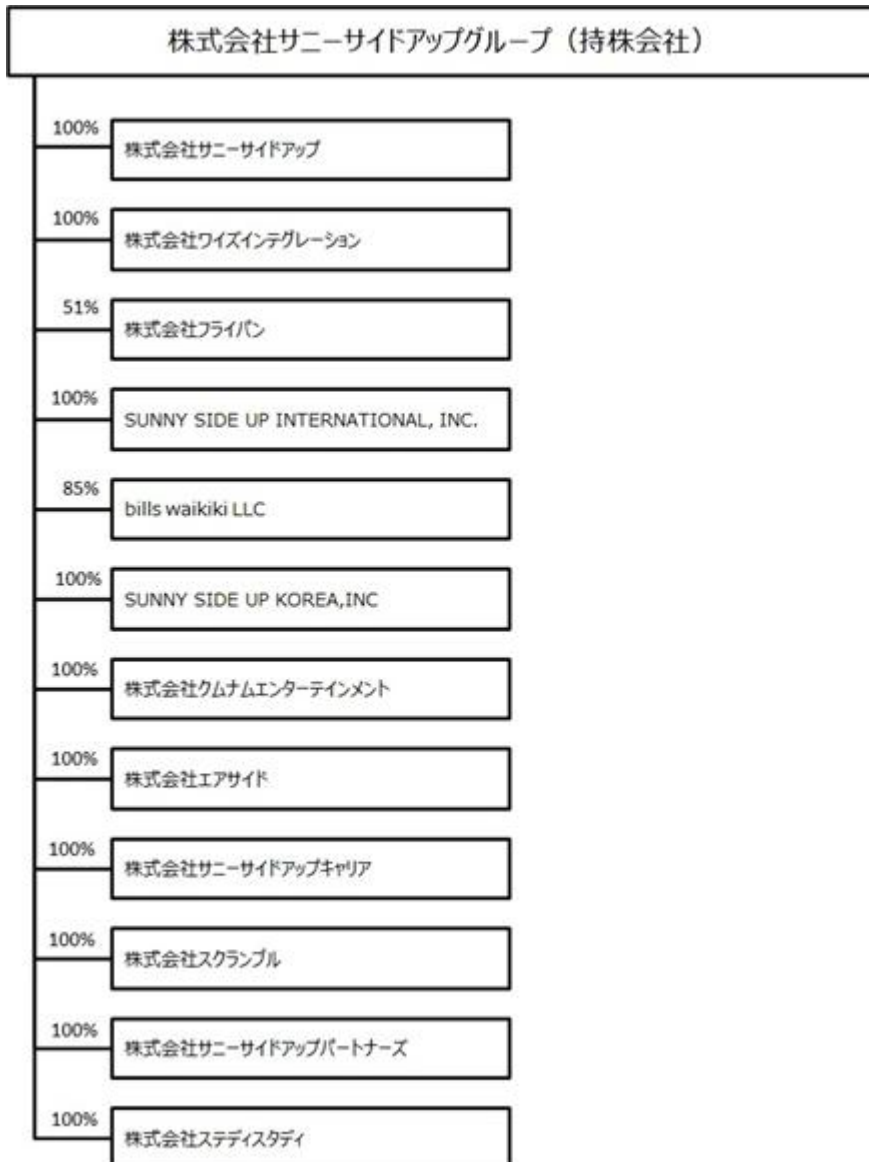 株式会社サニーサイドアップグループ（持株会社）
100%
株式会社サニーサイドアップ
100%
株式会社ワイズインテグレーション
51%
株式会社フライパン
100%
SUNNY SIDE UP INTERNATIONAL, INC.
85%
bills waikiki LLC
100%
SUNNY SIDE UP KOREA,INC
100%
株式会社クムナムエンターテインメント
100%
株式会社エアサイド
100%
株式会社サニーサイドアップキャリア
100%
株式会社スクランブル
100%
株式会社サニーサイドアップパートナーズ
100%
株式会社ステディスタディ